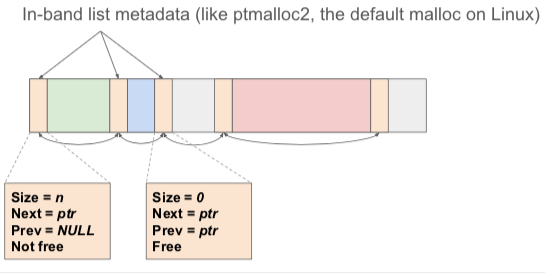 In-band list metadata (like ptmalloc2, the default malloc on Linux)
Size = n
Next = ptr
Prev = NULL
Not free
Size = 0
Next = ptr
Prev = ptr
Free